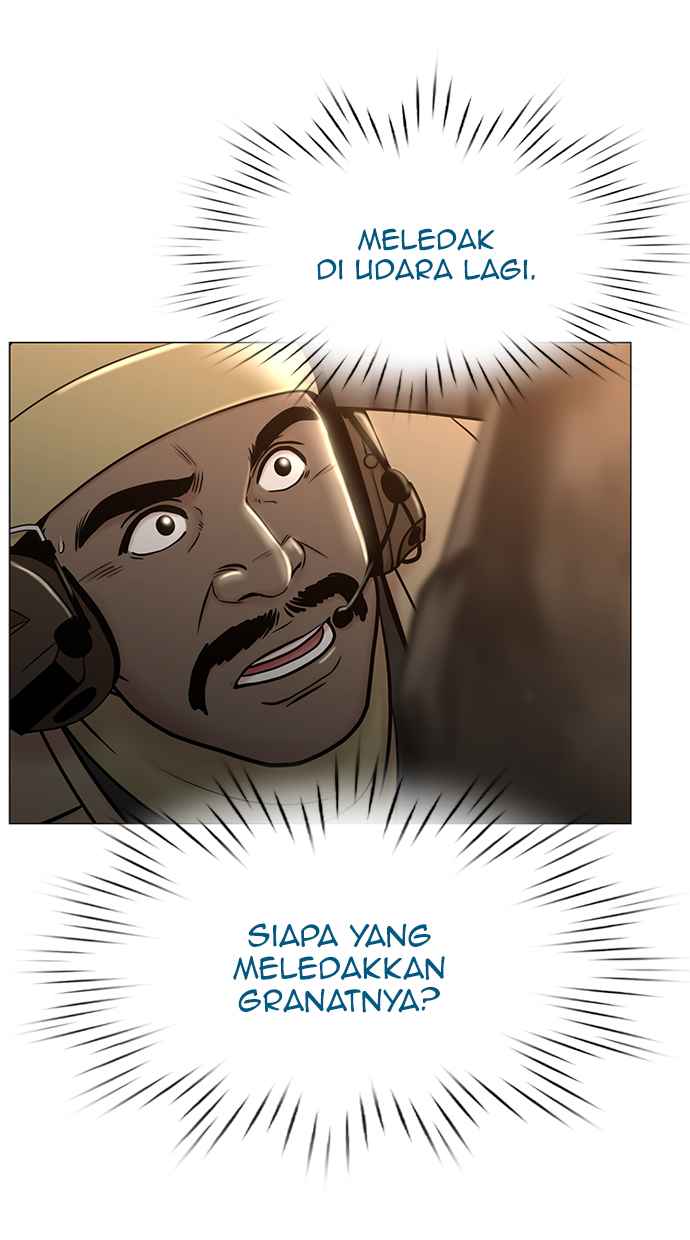 MELEDAK
DI UDARA LAGI.
SIAPA YANG
MELEDAKKAN
GRANATNYA?